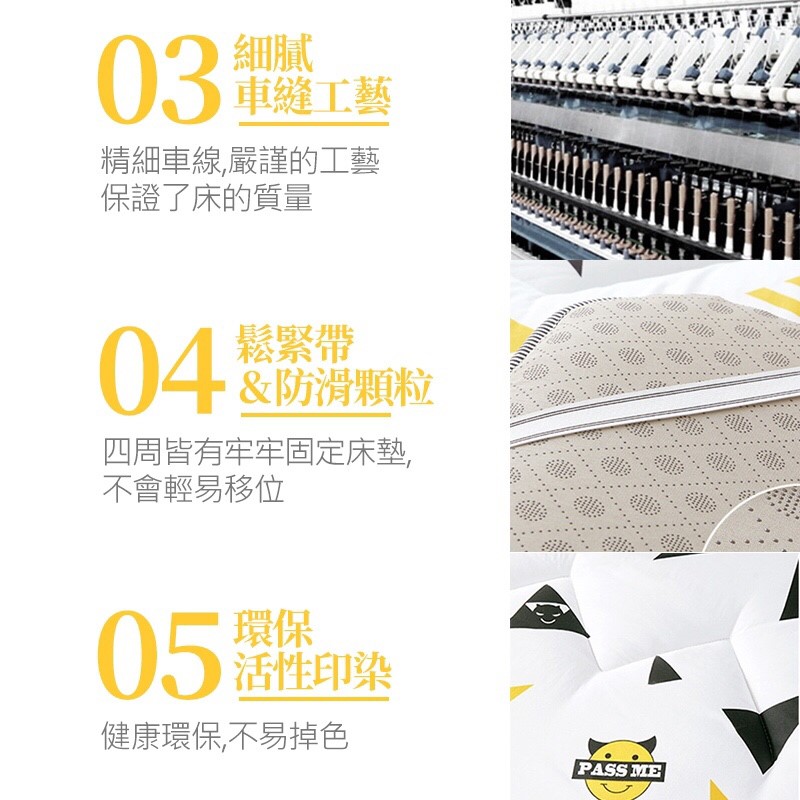 03
細膩
車縫工藝
精細車線,嚴謹的工藝
保證了床的質量
04
鬆緊帶
&防滑顆粒
四周皆有牢牢固定床墊,
不會輕易移位
05
環保
活性印染
健康環保,不易掉色
PASS ME